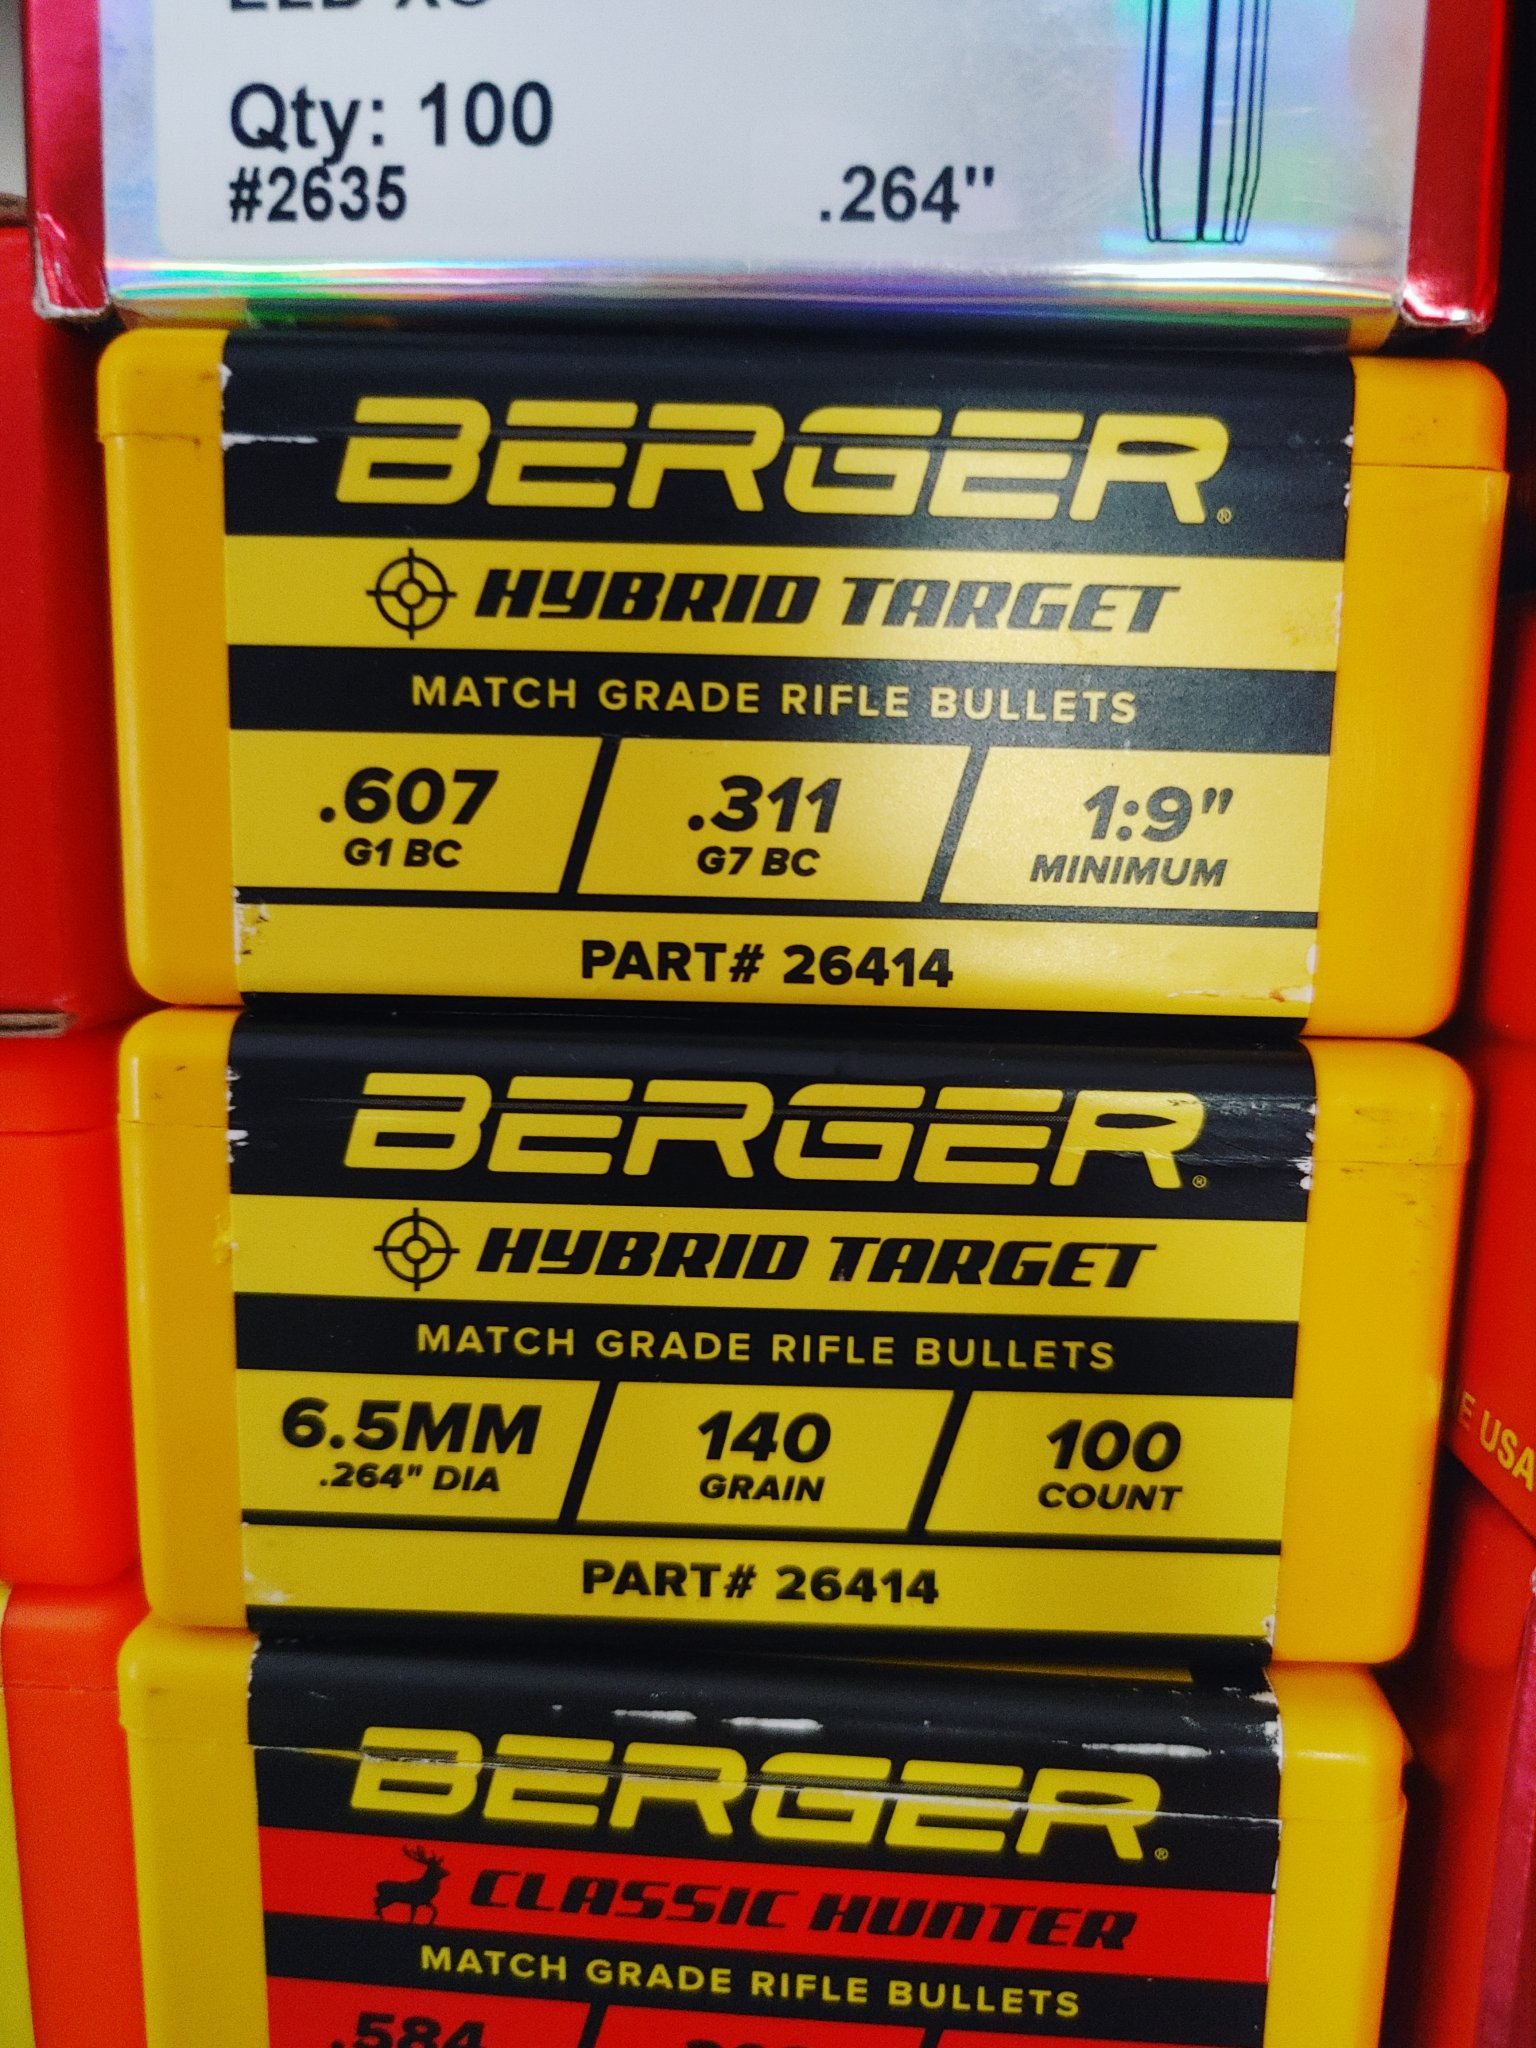 Qty: 100
#2635 .264"
BERGER®
HYBRID TARGET
MATCH GRADE RIFLE BULLETS
.607 .311 1:9"
G1 BC G7 BC MINIMUM
PART# 26414
BERGER®
HYBRID TARGET
MATCH GRADE RIFLE BULLETS
6.5MM 140 100
.264" DIA GRAIN COUNT
PART# 26414
E USA
BERGER®
CLASSIC HUNTER
MATCH GRADE RIFLE BULLETS
.584